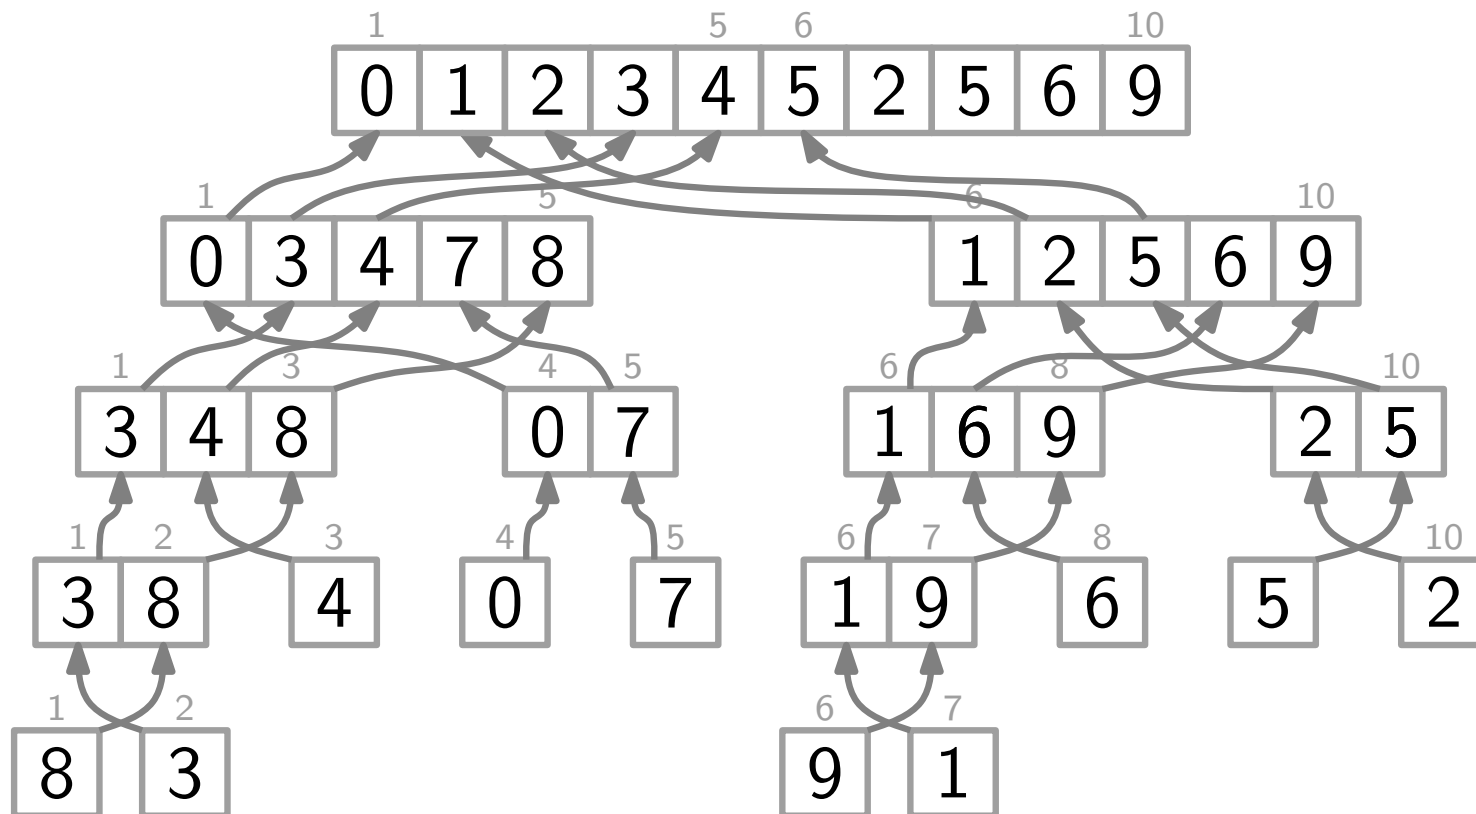 1 5 6 10
0 1 2 3 4 5 2 5 6 9
1 5 6 10
0 3 4 7 8 1 2 5 6 9
1 3 4 5 6 8 10
3 4 8 0 7 1 6 9 2 5
1 2 3 4 5 6 7 8 10
3 8 4 0 7 1 9 6 5 2
1 2 6 7
8 3 9 1